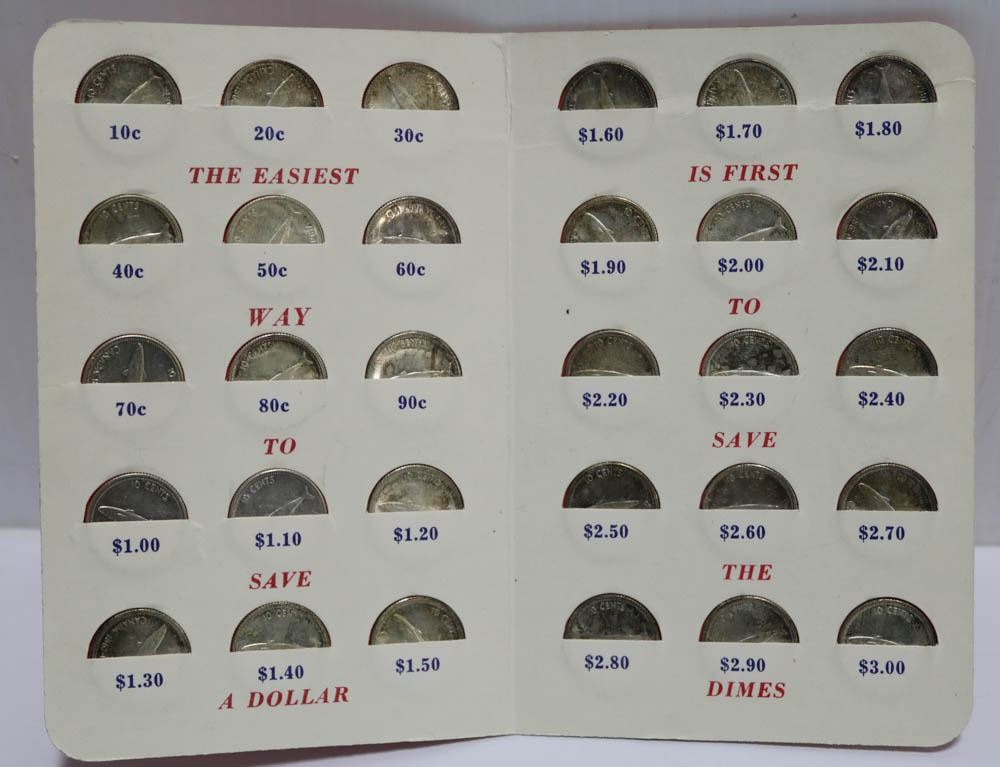 10c 20c 30c
THE EASIEST
40c 50c 60c
WAY
70c 80c 90c
TO
$1.00 $1.10 $1.20
SAVE
$1.30 $1.40 $1.50
A DOLLAR
$1.60 $1.70 $1.80
IS FIRST
$1.90 $2.00 $2.10
TO
$2.20 $2.30 $2.40
SAVE
$2.50 $2.60 $2.70
THE
$2.80 $2.90 $3.00
DIMES